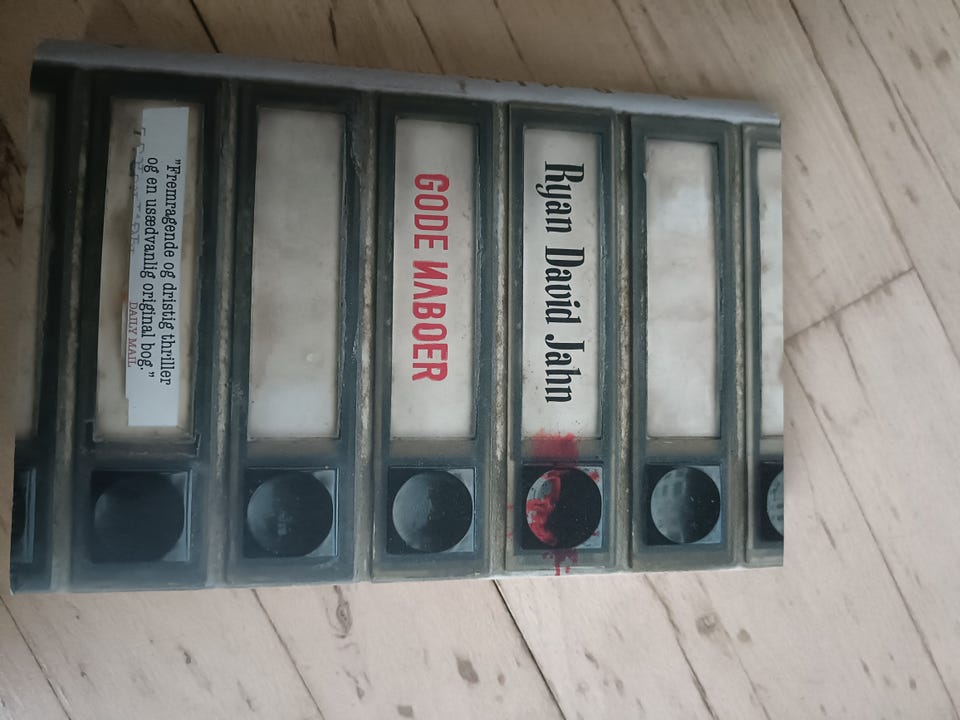 Ryan David Jahn
GODE NABOER
"Fremragende og dristig thriller
og en usædvanlig original bog."
DAILY MAIL